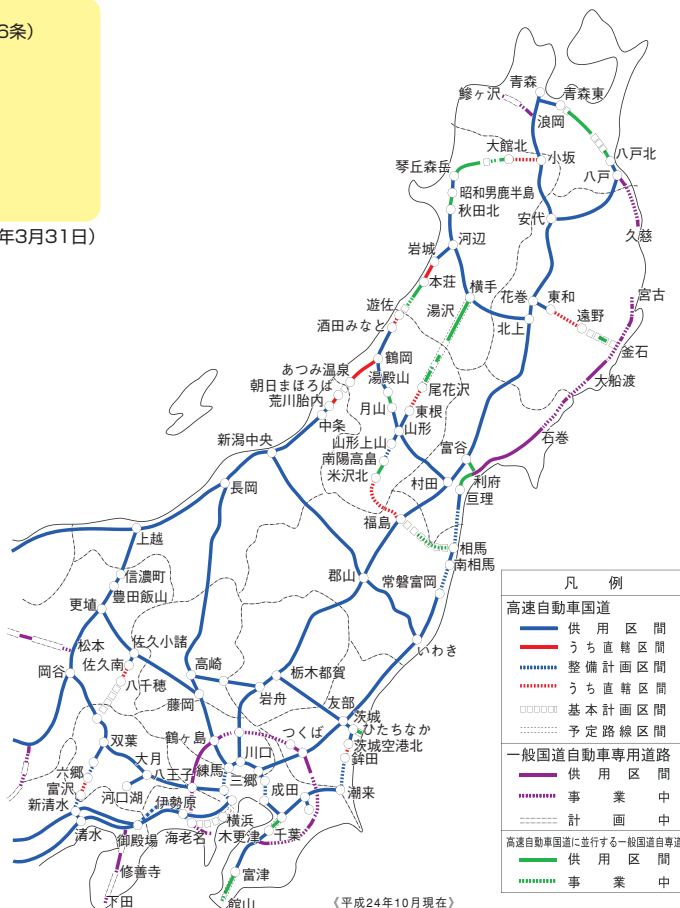 6条）
年3月31日）
青森
青森東
鰺ヶ沢
浪岡
大館北
小坂
八戸北
琴丘森岳
八戸
昭和男鹿半島
秋田北
安代
久慈
河辺
岩城
本荘
横手
花巻
東和
宮古
遊佐
湯沢
遠野
酒田みなと
北上
釜石
鶴岡
あつみ温泉
湯殿山
尾花沢
大船渡
朝日まほろば
荒川胎内
月山
東根
中条
山形
石巻
新潟中央
山形上山
富谷
南陽高畠
利府
米沢北
村田
長岡
亘理
福島
上越
相馬
南相馬
信濃町
郡山
常磐富岡
豊田飯山
更埴
いわき
松本
佐久小諸
岡谷
佐久南
高崎
栃木都賀
八千穂
藤岡
岩舟
友部
茨城
鶴ヶ島
つくば
ひたちなか
双葉
川口
茨城空港北
大月
鉾田
六郷
八王子
練馬
富沢
三郷
成田
潮来
河口湖
新清水
伊勢原
横浜
清水
御殿場
海老名
木更津
千葉
修善寺
富津
下田
館山
凡例
高速自動車国道
供用区間
うち直轄区間
整備計画区間
うち直轄区間
基本計画区間
予定路線区間
一般国道自動車専用道路
供用区間
事業中
計画中
高速自動車国道に並行する一般国道自専道
供用区間
事業中
《平成24年10月現在》